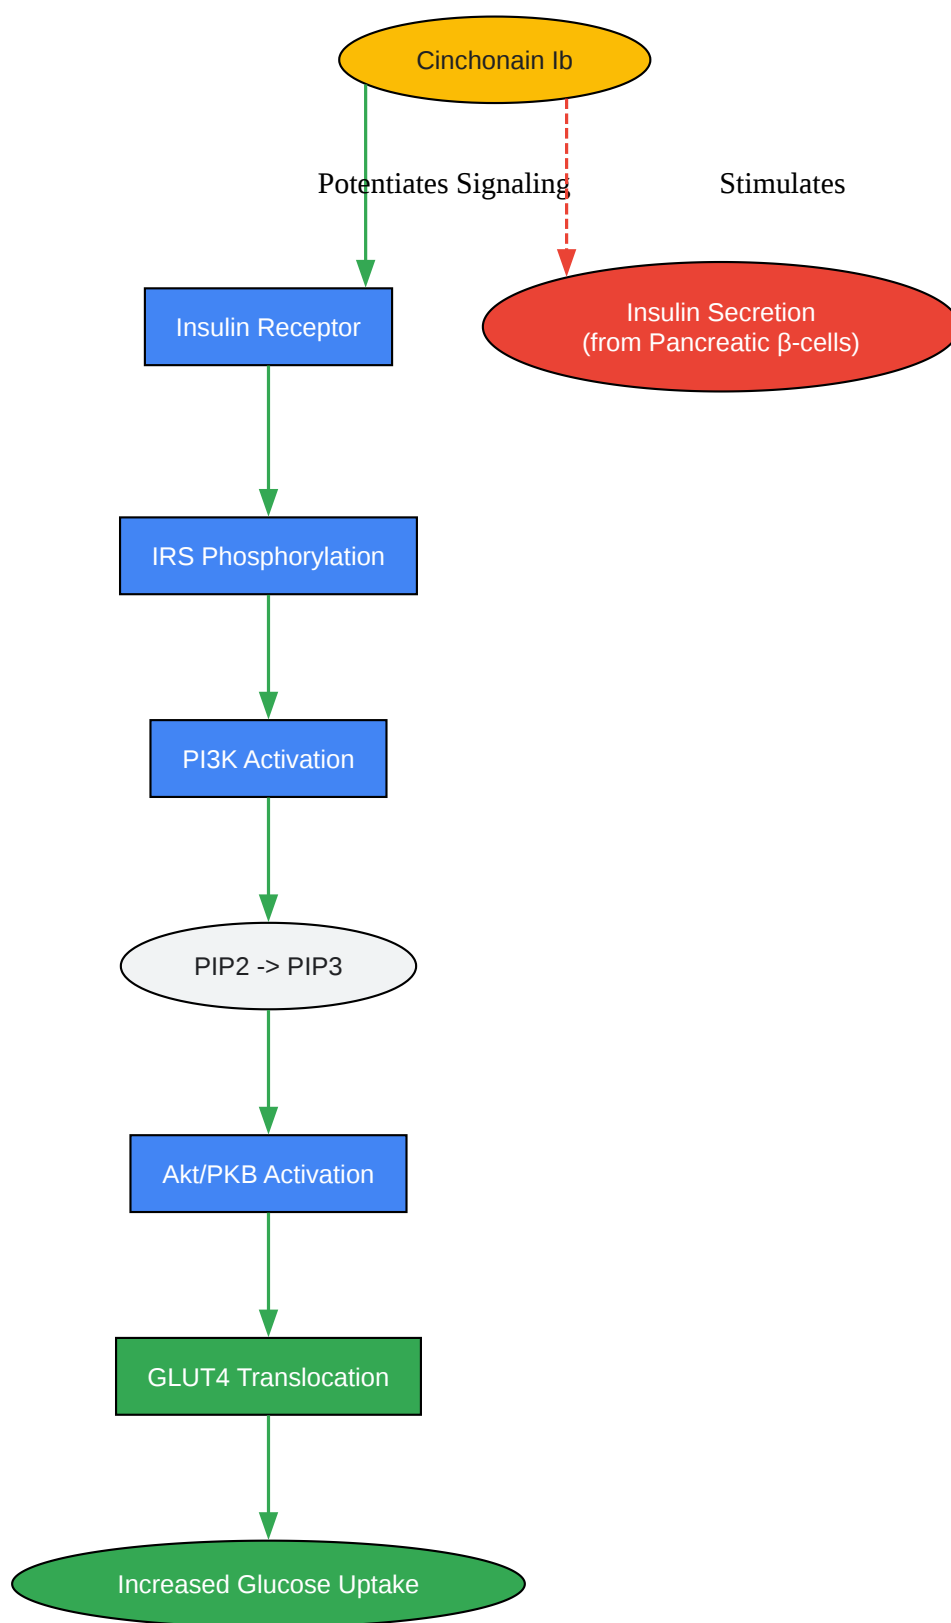 Cinchonain Ib
Potentiates Signaling
Stimulates
Insulin Receptor
Insulin Secretion
(from Pancreatic β-cells)
IRS Phosphorylation
PI3K Activation
PIP2 -> PIP3
Akt/PKB Activation
GLUT4 Translocation
Increased Glucose Uptake